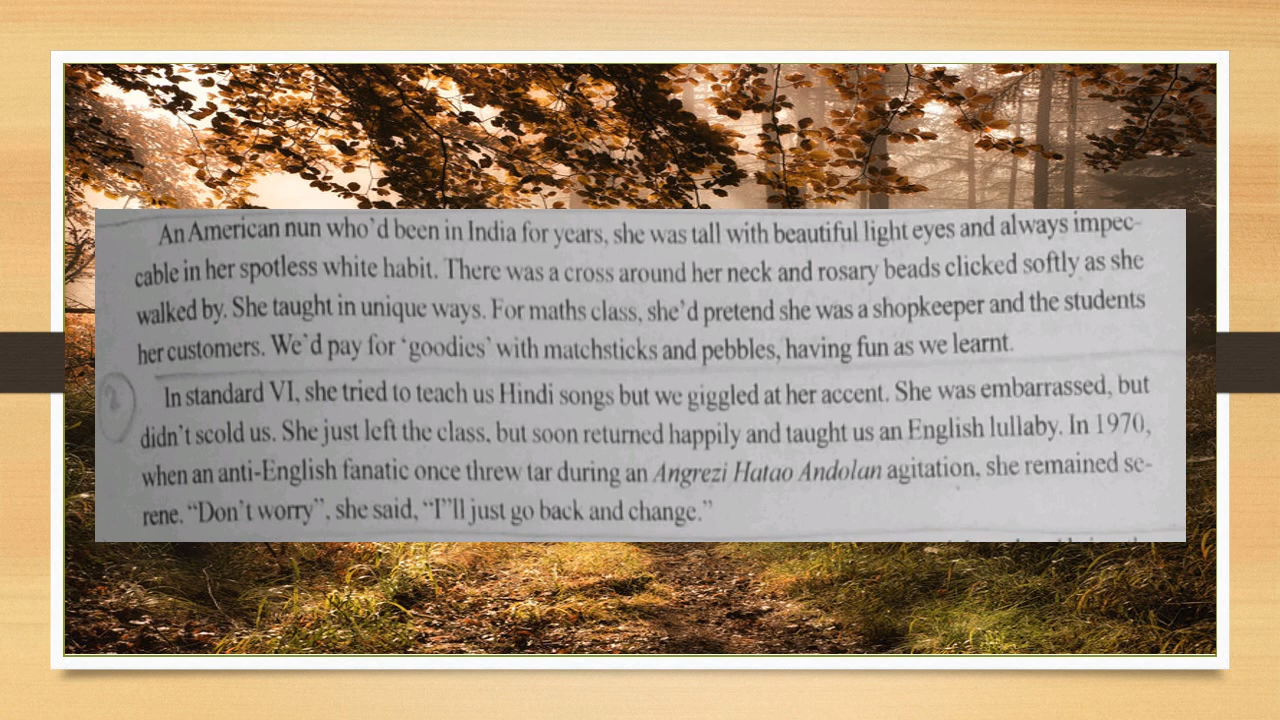 An American nun who'd been in India for years, she was tall with beautiful light eyes and always impec-
cable in her spotless white habit. There was a cross around her neck and rosary beads clicked softly as she
walked by. She taught in unique ways. For maths class, she'd pretend she was a shopkeeper and the students
her customers. We'd pay for 'goodies' with matchsticks and pebbles, having fun as we learnt.
2
In standard VI, she tried to teach us Hindi songs but we giggled at her accent. She was embarrassed, but
didn't scold us. She just left the class, but soon returned happily and taught us an English lullaby. In 1970,
when an anti-English fanatic once threw tar during an Angrezi Hatao Andolan agitation, she remained se-
rene. "Don't worry", she said, "I"ll just go back and change."